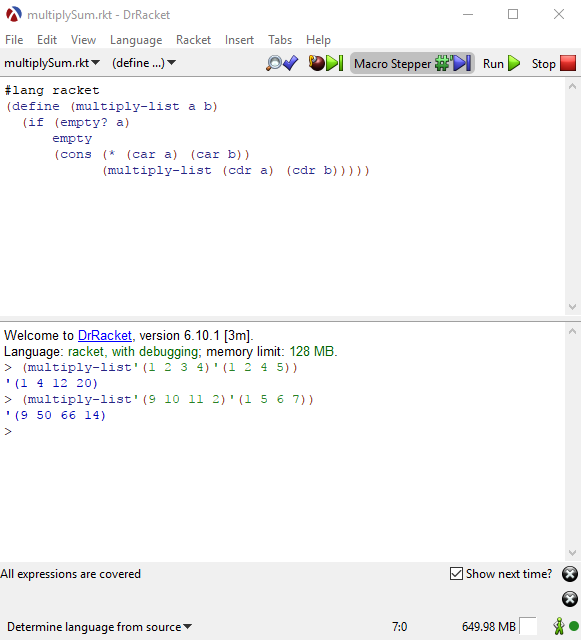 multiplySum.rkt - DrRacket
File Edit View Language Racket Insert Tabs Help
multiplySum.rkt (define ...) Macro Stepper Run Stop
#lang racket
(define (multiply-list a b)
  (if (empty? a)
      empty
      (cons (* (car a) (car b))
            (multiply-list (cdr a) (cdr b)))))
Welcome to DrRacket, version 6.10.1 [3m].
Language: racket, with debugging; memory limit: 128 MB.
> (multiply-list'(1 2 3 4)'(1 2 4 5))
'(1 4 12 20)
> (multiply-list'(9 10 11 2)'(1 5 6 7))
'(9 50 66 14)
>
All expressions are covered Show next time?
Determine language from source 7:0 649.98 MB